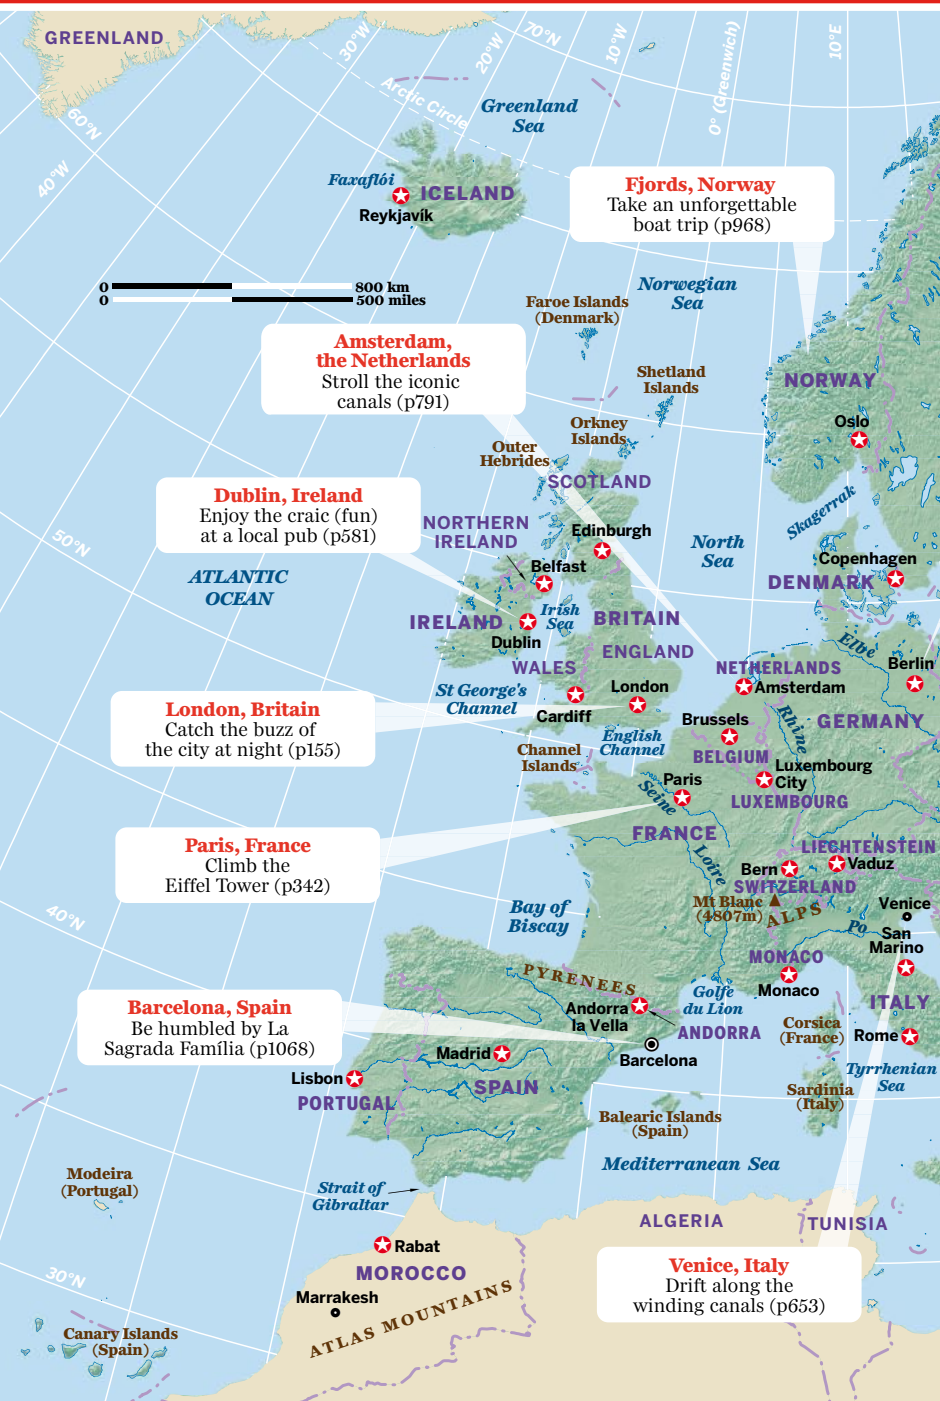 GREENLAND
30°W
20°W
70°N
10°W
0° (Greenwich)
10°E
Arctic Circle
Greenland
Sea
60°N
40°W
Faxaflói
ICELAND
Reykjavík
Fjords, Norway
Take an unforgettable
boat trip (p968)
0 800 km
0 500 miles
Norwegian
Sea
Faroe Islands
(Denmark)
Amsterdam,
the Netherlands
Stroll the iconic
canals (p791)
Shetland
Islands
NORWAY
Oslo
Orkney
Islands
Outer
Hebrides
SCOTLAND
Dublin, Ireland
Enjoy the craic (fun)
at a local pub (p581)
Skagerrak
NORTHERN
IRELAND
Edinburgh
50°N
North
Sea
Copenhagen
Belfast
ATLANTIC
OCEAN
DENMARK
Irish
Sea
IRELAND
BRITAIN
Dublin
Elbe
ENGLAND
WALES
NETHERLANDS
Berlin
St George's
Channel
London
Amsterdam
London, Britain
Catch the buzz of
the city at night (p155)
Cardiff
Brussels
Rhine
GERMANY
English
Channel
Channel
Islands
BELGIUM
Luxembourg
City
Paris
Seine
LUXEMBOURG
FRANCE
Paris, France
Climb the
Eiffel Tower (p342)
LIECHTENSTEIN
Loire
Bern
Vaduz
SWITZERLAND
Mt Blanc
(4807m)
ALPS
Venice
Bay of
Biscay
40°N
Po
San
Marino
MONACO
PYRENEES
Monaco
Golfe
du Lion
ITALY
Barcelona, Spain
Be humbled by La
Sagrada Família (p1068)
Andorra
la Vella
ANDORRA
Corsica
(France)
Rome
Madrid
Barcelona
Lisbon
SPAIN
Tyrrhenian
Sea
PORTUGAL
Sardinia
(Italy)
Balearic Islands
(Spain)
Mediterranean Sea
Modeira
(Portugal)
Strait of
Gibraltar
ALGERIA
TUNISIA
Rabat
Venice, Italy
Drift along the
winding canals (p653)
30°N
MOROCCO
Marrakesh
ATLAS MOUNTAINS
Canary Islands
(Spain)